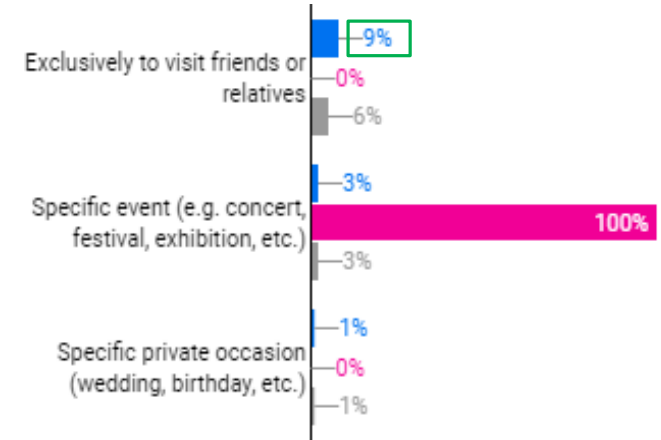 9%
Exclusively to visit friends or
relatives
0%
6%
3%
Specific event (e.g. concert,
festival, exhibition, etc.)
100%
3%
1%
Specific private occasion
(wedding, birthday, etc.)
0%
1%